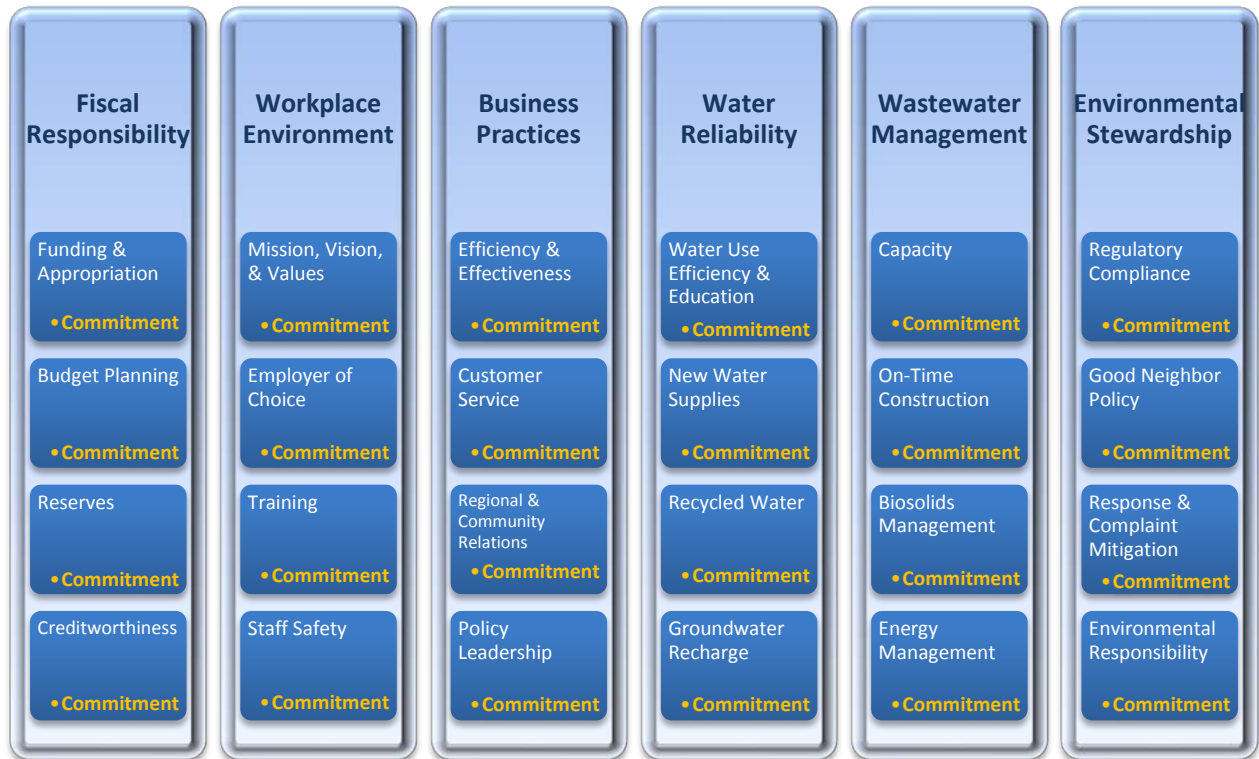 Fiscal
Responsibility
Funding &
Appropriation
•Commitment
Budget Planning
•Commitment
Reserves
•Commitment
Creditworthiness
•Commitment
Workplace
Environment
Mission, Vision,
& Values
•Commitment
Employer of
Choice
•Commitment
Training
•Commitment
Staff Safety
•Commitment
Business
Practices
Efficiency &
Effectiveness
•Commitment
Customer
Service
•Commitment
Regional &
Community
Relations
•Commitment
Policy
Leadership
•Commitment
Water
Reliability
Water Use
Efficiency &
Education
•Commitment
New Water
Supplies
•Commitment
Recycled Water
•Commitment
Groundwater
Recharge
•Commitment
Wastewater
Management
Capacity
•Commitment
On-Time
Construction
•Commitment
Biosolids
Management
•Commitment
Energy
Management
•Commitment
Environmental
Stewardship
Regulatory
Compliance
•Commitment
Good Neighbor
Policy
•Commitment
Response &
Complaint
Mitigation
•Commitment
Environmental
Responsibility
•Commitment